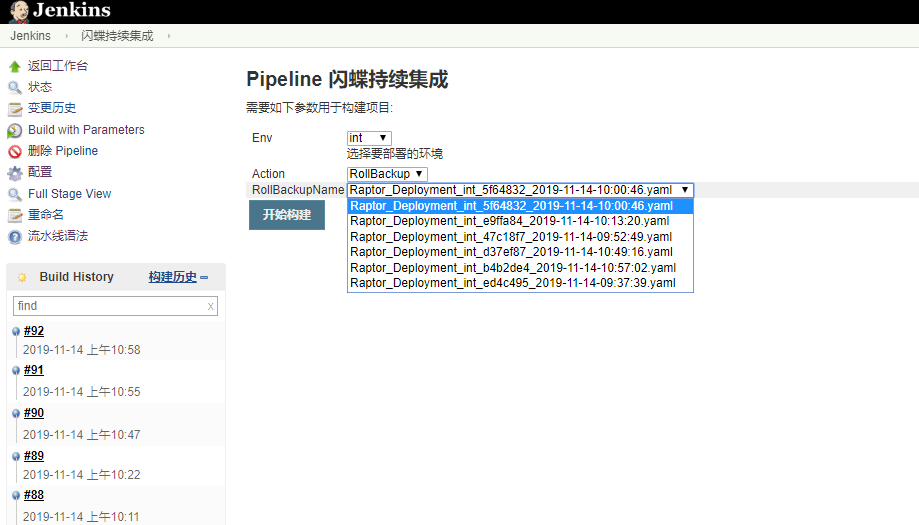 Jenkins
Jenkins
闪蝶持续集成
返回工作台
状态
变更历史
Build with Parameters
删除 Pipeline
配置
Full Stage View
重命名
流水线语法
Build History
构建历史
find
x
#92
2019-11-14 上午10:58
#91
2019-11-14 上午10:55
#90
2019-11-14 上午10:47
#89
2019-11-14 上午10:22
#88
2019-11-14 上午10:11
Pipeline 闪蝶持续集成
需要如下参数用于构建项目:
Env
int
选择要部署的环境
Action
RollBackup
RollBackupName
Raptor_Deployment_int_5f64832_2019-11-14-10:00:46.yaml
Raptor_Deployment_int_5f64832_2019-11-14-10:00:46.yaml
Raptor_Deployment_int_e9ffa84_2019-11-14-10:13:20.yaml
Raptor_Deployment_int_47c18f7_2019-11-14-09:52:49.yaml
Raptor_Deployment_int_d37ef87_2019-11-14-10:49:16.yaml
Raptor_Deployment_int_b4b2de4_2019-11-14-10:57:02.yaml
Raptor_Deployment_int_ed4c495_2019-11-14-09:37:39.yaml
开始构建